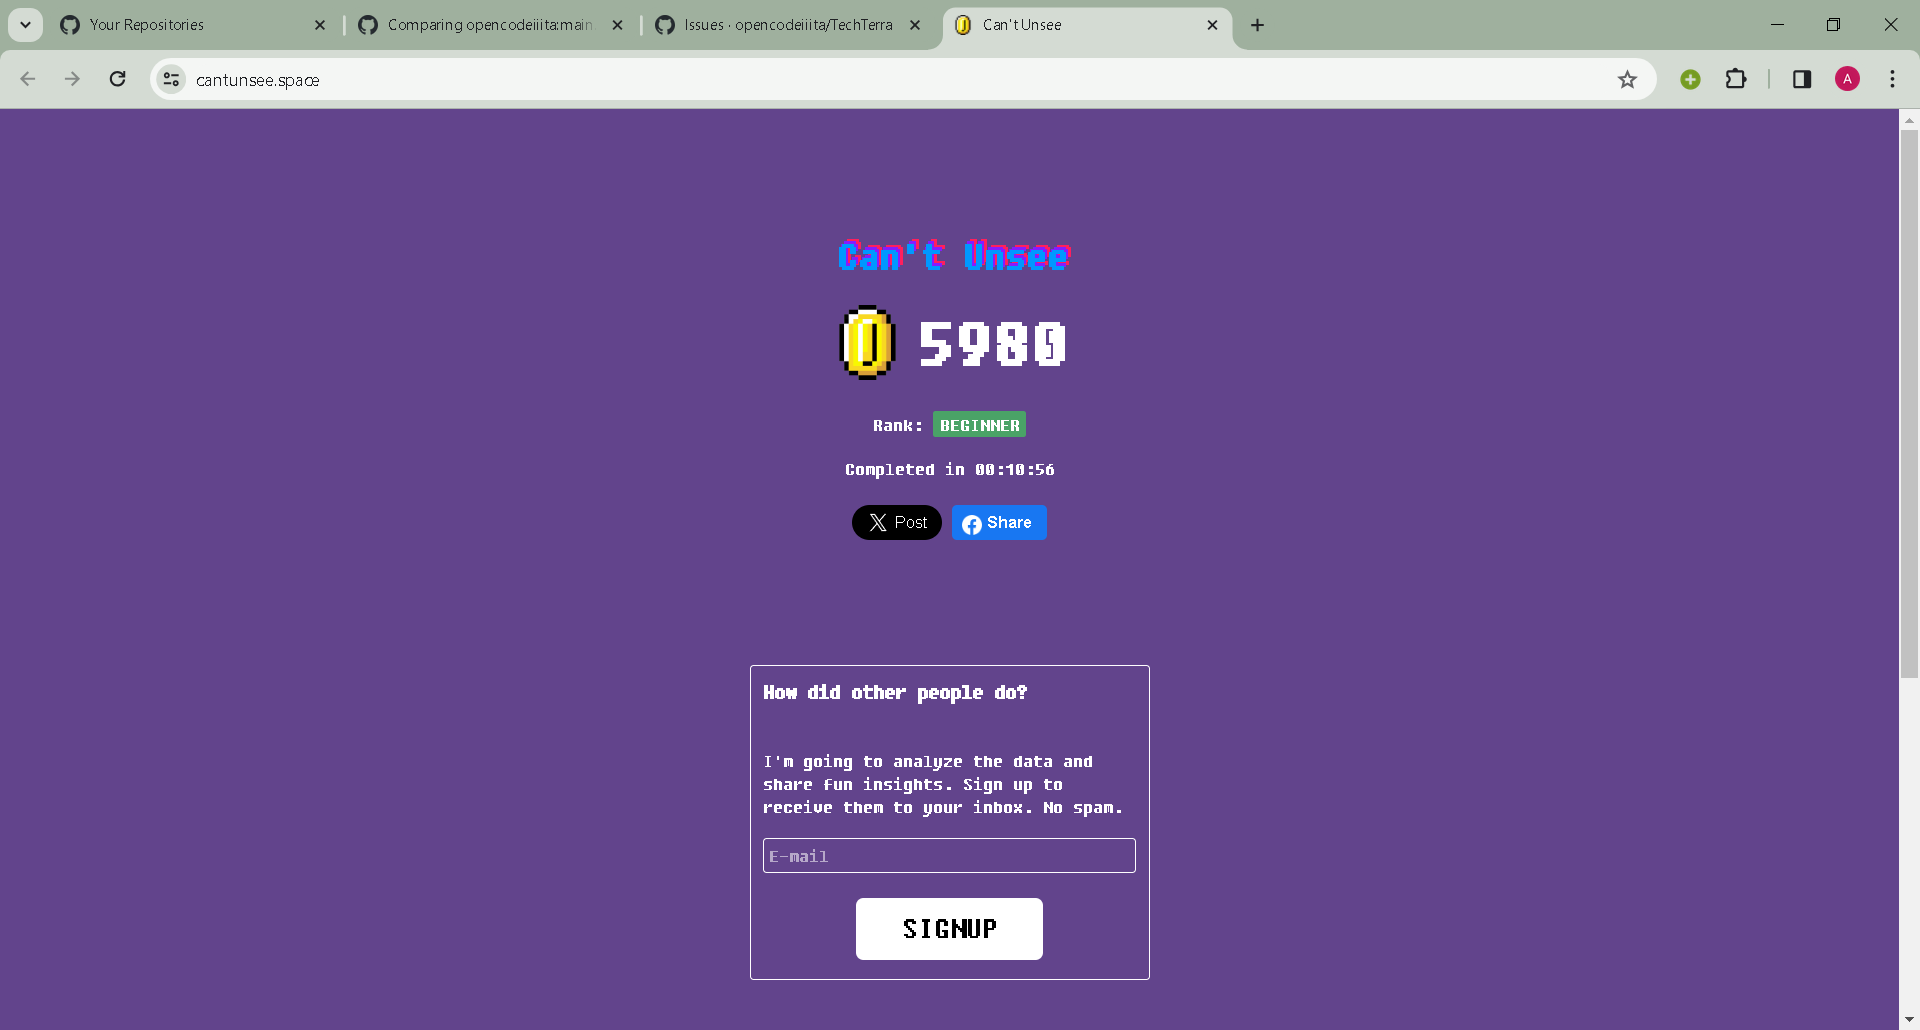 Your Repositories
Comparing opencodeiiita:main
Issues · opencodeiiita/TechTerra
Can't Unsee
cantunsee.space
A
Can't Unsee
5980
Rank: BEGINNER
Completed in 00:10:56
Post
Share
How did other people do?
I'm going to analyze the data and
share fun insights. Sign up to
receive them to your inbox. No spam.
E-mail
SIGNUP